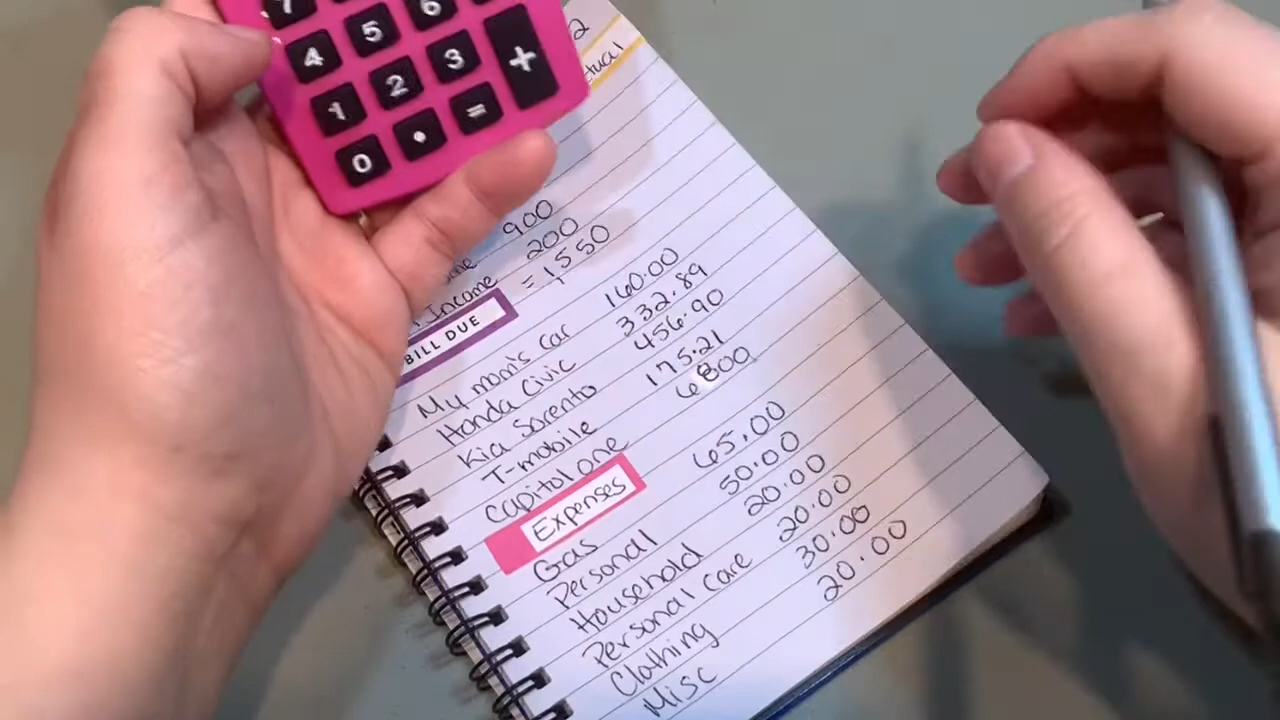 7
4 5 6
1 2 3 +
0 . =
2
tual
900
200
Income = 1550
BILL DUE
My mom's car 160.00
Honda Civic 332.89
Kia Sorento 456.90
T-mobile 175.21
capitol one 6800
Expenses
Gas 65.00
Personal 50.00
Household 20.00
Personal care 20.00
Clothing 30.00
Misc 20.00